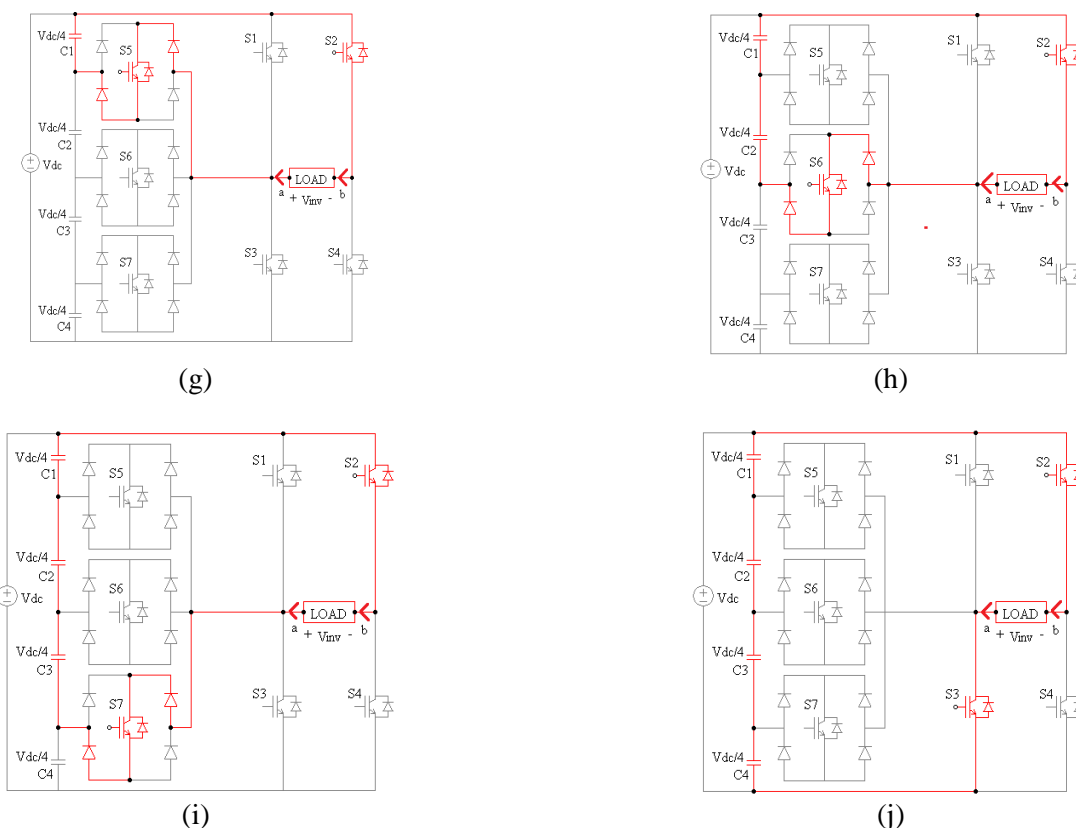 Vdc/4
C1
S5
S1
S2
Vdc/4
C2
S6
Vdc
LOAD
a + Vinv - b
Vdc/4
C3
S7
S3
S4
Vdc/4
C4
(g)
Vdc/4
C1
S5
S1
S2
Vdc/4
C2
S6
Vdc
LOAD
a + Vinv - b
Vdc/4
C3
S7
S3
S4
Vdc/4
C4
(h)
Vdc/4
C1
S5
S1
S2
Vdc/4
C2
S6
Vdc
LOAD
a + Vinv - b
Vdc/4
C3
S7
S3
S4
Vdc/4
C4
(i)
Vdc/4
C1
S5
S1
S2
Vdc/4
C2
S6
Vdc
LOAD
a + Vinv - b
Vdc/4
C3
S7
S3
S4
Vdc/4
C4
(j)